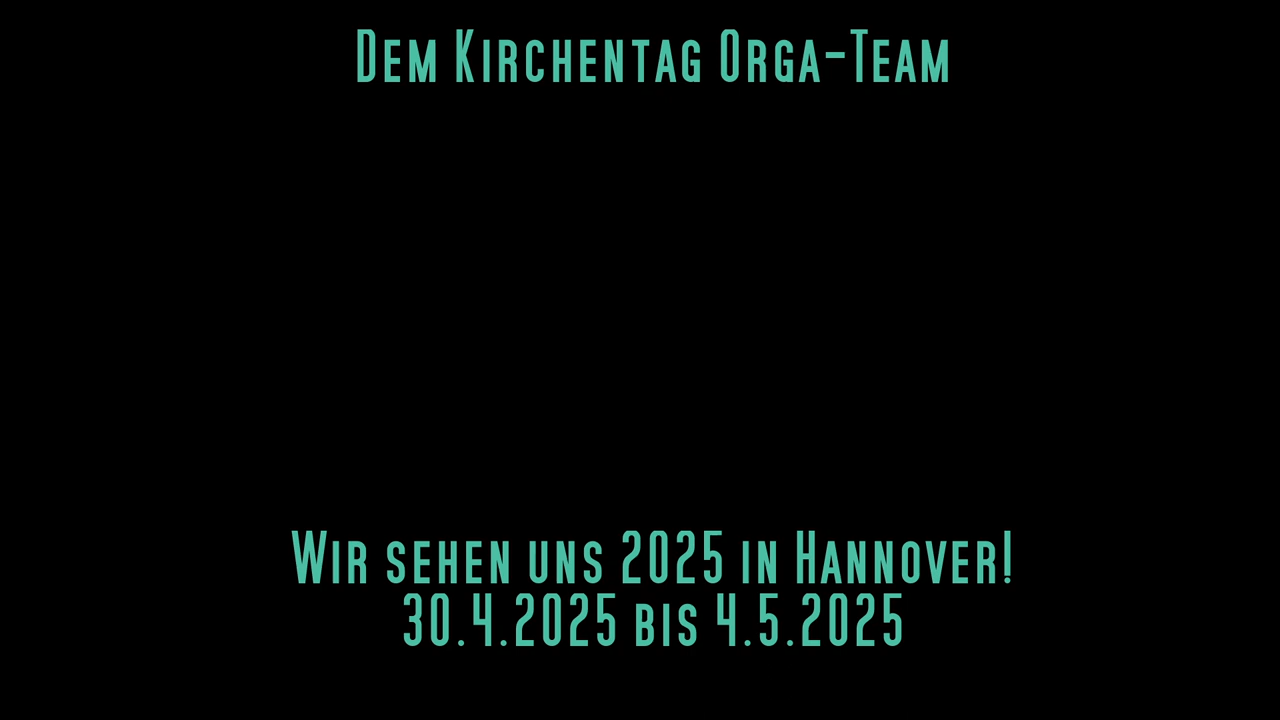 Dem Kirchentag Orga-Team
Wir sehen uns 2025 in Hannover!
30.4.2025 bis 4.5.2025